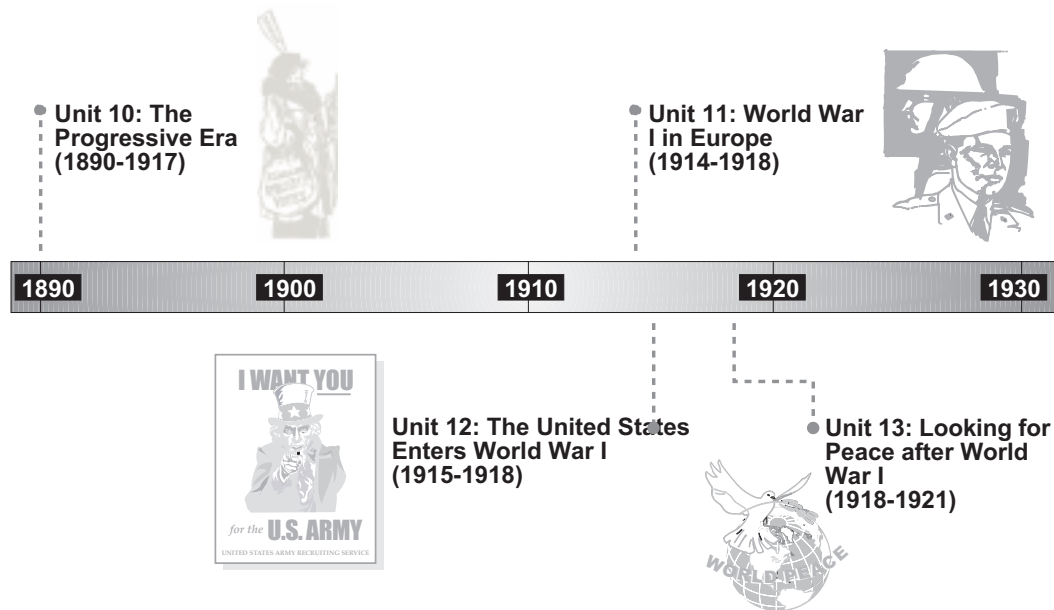 Unit 10: The
Progressive Era
(1890-1917)
Unit 11: World War
I in Europe
(1914-1918)
1890
1900
1910
1920
1930
I WANT YOU
for the U.S. ARMY
UNITED STATES ARMY RECRUITING SERVICE
Unit 12: The United States
Enters World War I
(1915-1918)
Unit 13: Looking for
Peace after World
War I
(1918-1921)
WORLD PEACE